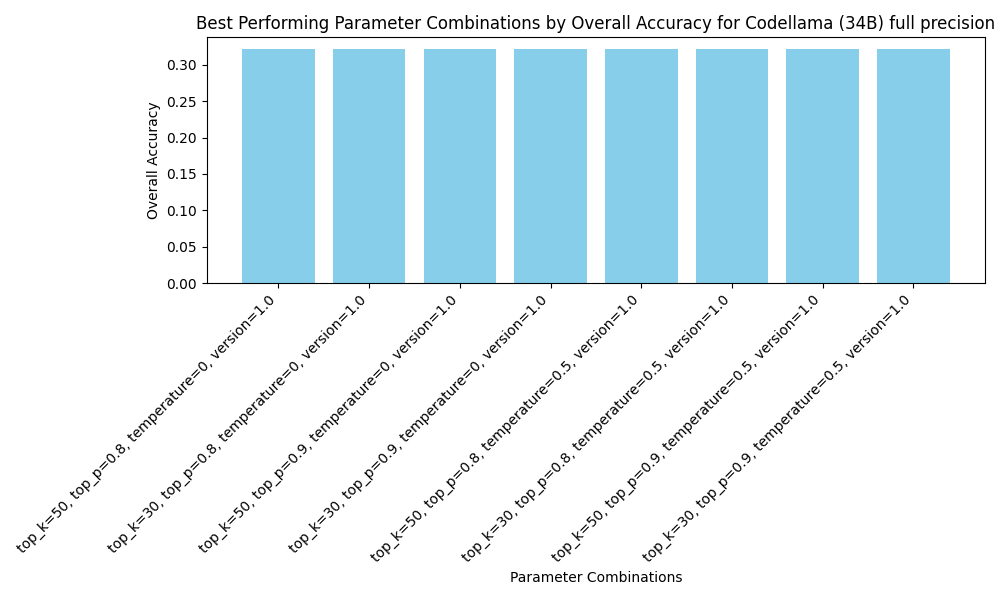 Best Performing Parameter Combinations by Overall Accuracy for Codellama (34B) full precision
Overall Accuracy
0.30
0.25
0.20
0.15
0.10
0.05
0.00
top_k=50, top_p=0.8, temperature=0, version=1.0
top_k=30, top_p=0.8, temperature=0, version=1.0
top_k=50, top_p=0.9, temperature=0, version=1.0
top_k=30, top_p=0.9, temperature=0, version=1.0
top_k=50, top_p=0.8, temperature=0.5, version=1.0
top_k=30, top_p=0.8, temperature=0.5, version=1.0
top_k=50, top_p=0.9, temperature=0.5, version=1.0
top_k=30, top_p=0.9, temperature=0.5, version=1.0
Parameter Combinations